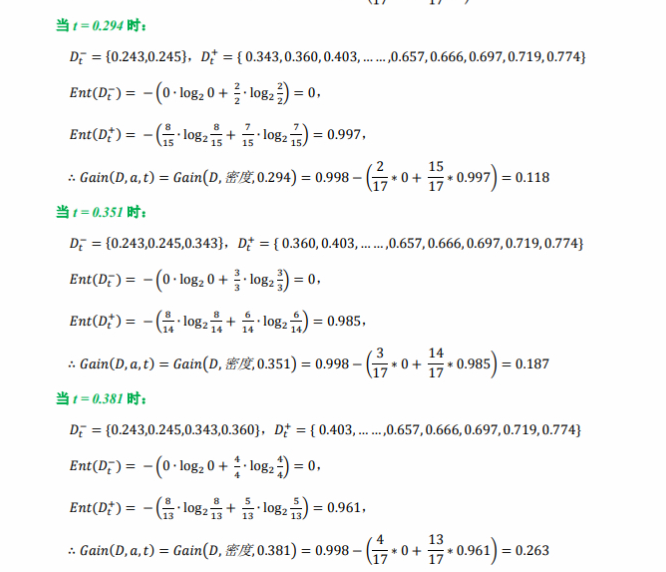 17 17
当 t = 0.294 时：
D_t^- = {0.243,0.245}，D_t^+ = { 0.343, 0.360, 0.403, ... ... ,0.657, 0.666, 0.697, 0.719, 0.774}
Ent(D_t^-) = −(0 · log₂ 0 + 2/2 · log₂ 2/2) = 0，
Ent(D_t^+) = −(8/15 · log₂ 8/15 + 7/15 · log₂ 7/15) = 0.997，
∴ Gain(D, a, t) = Gain(D, 密度, 0.294) = 0.998 − (2/17 * 0 + 15/17 * 0.997) = 0.118
当 t = 0.351 时：
D_t^- = {0.243,0.245,0.343}，D_t^+ = { 0.360, 0.403, ... ... ,0.657, 0.666, 0.697, 0.719, 0.774}
Ent(D_t^-) = −(0 · log₂ 0 + 3/3 · log₂ 3/3) = 0，
Ent(D_t^+) = −(8/14 · log₂ 8/14 + 6/14 · log₂ 6/14) = 0.985，
∴ Gain(D, a, t) = Gain(D, 密度, 0.351) = 0.998 − (3/17 * 0 + 14/17 * 0.985) = 0.187
当 t = 0.381 时：
D_t^- = {0.243,0.245,0.343,0.360}，D_t^+ = { 0.403, ... ... ,0.657, 0.666, 0.697, 0.719, 0.774}
Ent(D_t^-) = −(0 · log₂ 0 + 4/4 · log₂ 4/4) = 0，
Ent(D_t^+) = −(8/13 · log₂ 8/13 + 5/13 · log₂ 5/13) = 0.961，
∴ Gain(D, a, t) = Gain(D, 密度, 0.381) = 0.998 − (4/17 * 0 + 13/17 * 0.961) = 0.263